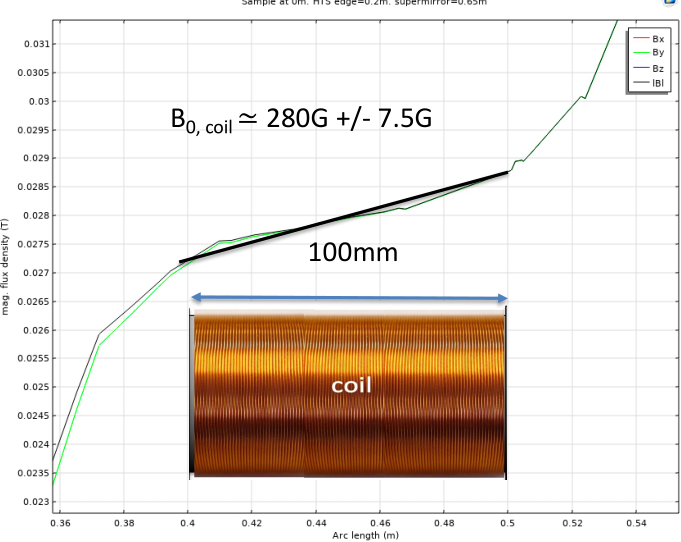 Sample at 0m. HTS edge=0.2m. supermirror=0.65m
0.031
0.0305
0.03
0.0295
0.029
0.0285
0.028
0.0275
0.027
0.0265
0.026
0.0255
0.025
0.0245
0.024
0.0235
0.023
mag. flux density (T)
Bx
By
Bz
|B|
B0, coil ≃ 280G +/- 7.5G
100mm
coil
0.36
0.38
0.4
0.42
0.44
0.46
0.48
0.5
0.52
0.54
Arc length (m)